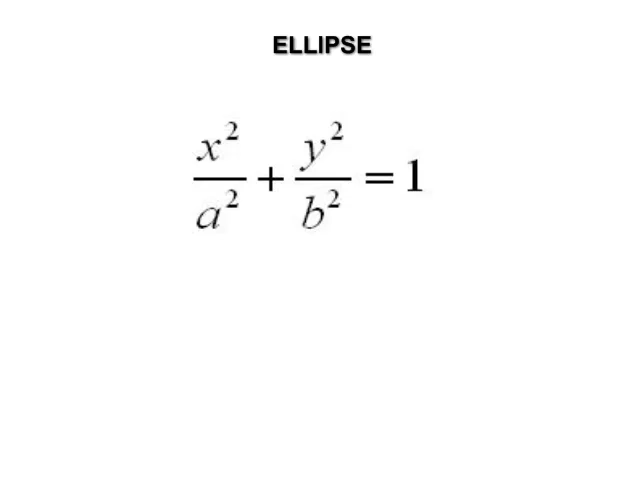 ELLIPSE
x²/a² + y²/b² = 1